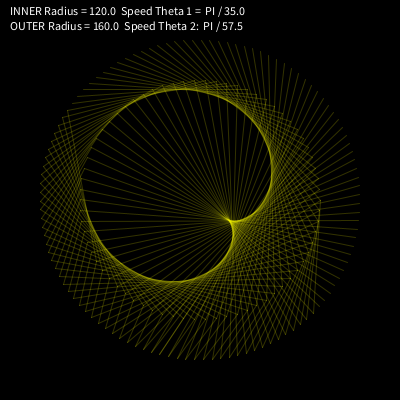 INNER Radius = 120.0  Speed Theta 1 =  PI / 35.0
OUTER Radius = 160.0  Speed Theta 2:  PI / 57.5